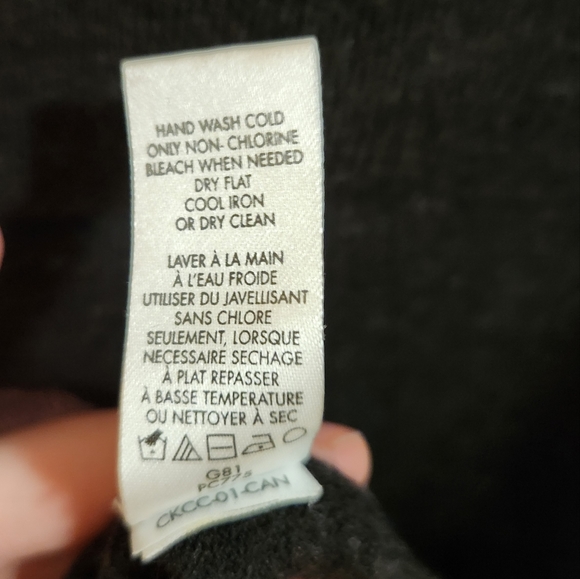 HAND WASH COLD
ONLY NON- CHLORINE
BLEACH WHEN NEEDED
DRY FLAT
COOL IRON
OR DRY CLEAN
LAVER À LA MAIN
À L'EAU FROIDE
UTILISER DU JAVELLISANT
SANS CHLORE
SEULEMENT, LORSQUE
NECESSAIRE SECHAGE
À PLAT REPASSER
À BASSE TEMPERATURE
OU NETTOYER À SEC
G81
CKCC-01-CAN